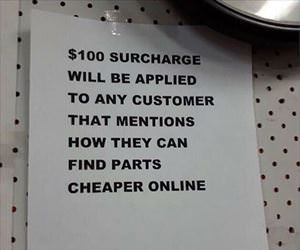 $100 SURCHARGE
WILL BE APPLIED
TO ANY CUSTOMER
THAT MENTIONS
HOW THEY CAN
FIND PARTS
CHEAPER ONLINE